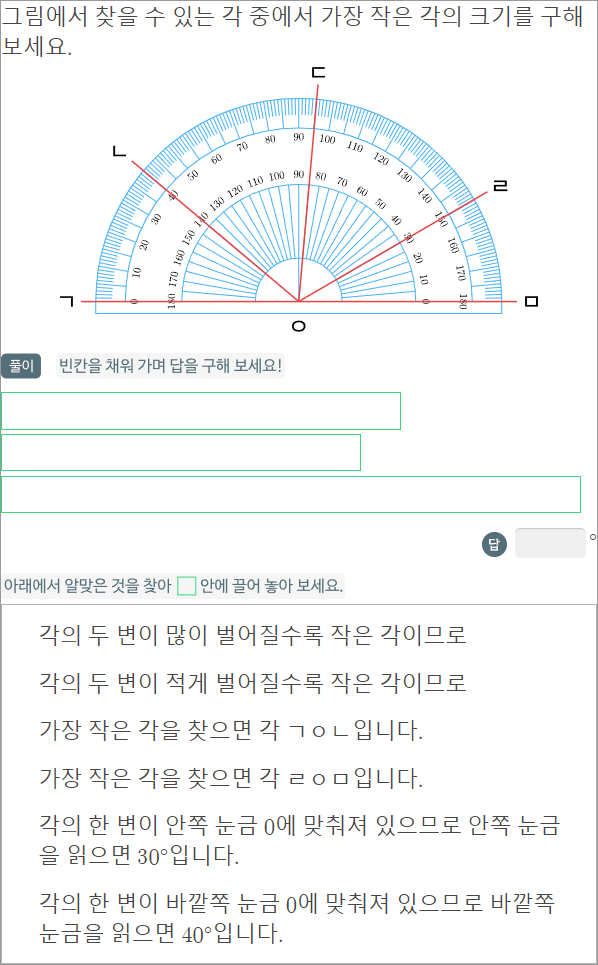 그림에서 찾을 수 있는 각 중에서 가장 작은 각의 크기를 구해
보세요.
ㄷ
ㄴ
ㄹ
0 10 20 30 40 50 60 70 80 90 100 110 120 130 140 150 160 170 180
180 170 160 150 140 130 120 110 100 90 80 70 60 50 40 30 20 10 0
ㄱ
ㅁ
ㅇ
풀이 빈칸을 채워 가며 답을 구해 보세요!
답 °
아래에서 알맞은 것을 찾아 안에 끌어 놓아 보세요.
각의 두 변이 많이 벌어질수록 작은 각이므로
각의 두 변이 적게 벌어질수록 작은 각이므로
가장 작은 각을 찾으면 각 ㄱㅇㄴ입니다.
가장 작은 각을 찾으면 각 ㄹㅇㅁ입니다.
각의 한 변이 안쪽 눈금 0에 맞춰져 있으므로 안쪽 눈금
을 읽으면 30°입니다.
각의 한 변이 바깥쪽 눈금 0에 맞춰져 있으므로 바깥쪽
눈금을 읽으면 40°입니다.